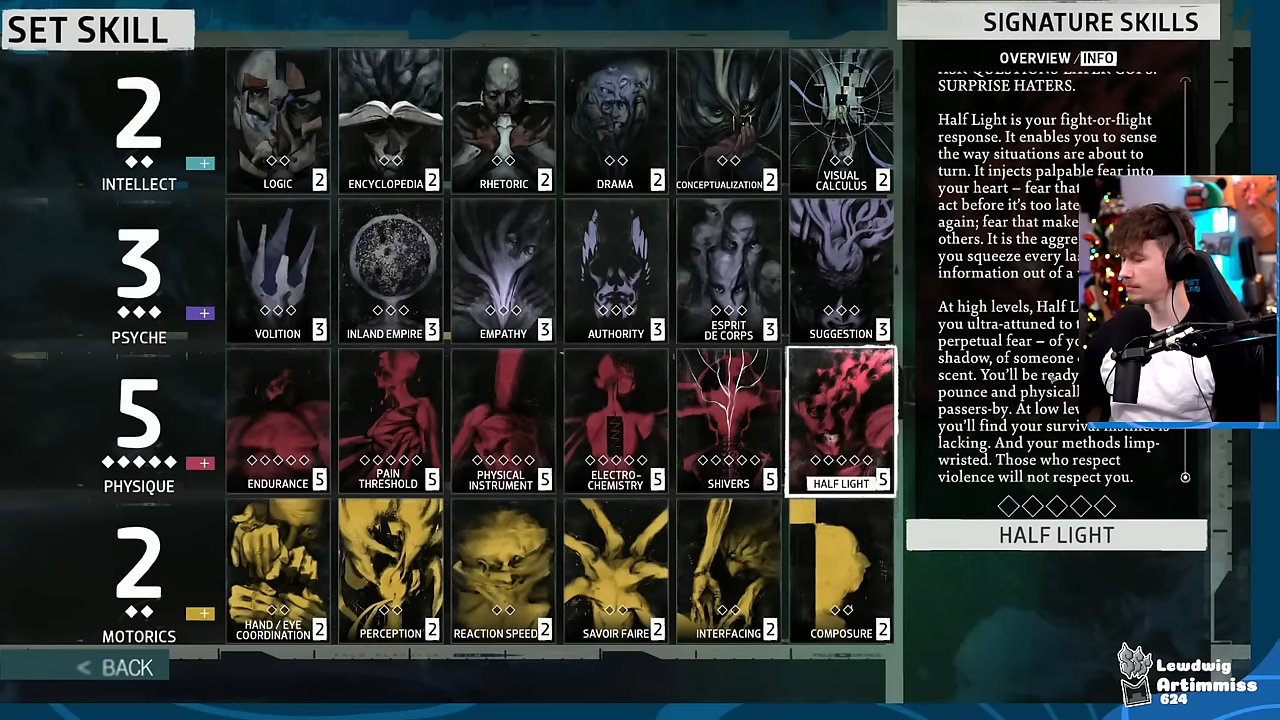 SET SKILL
2
INTELLECT
LOGIC 2
ENCYCLOPEDIA 2
RHETORIC 2
DRAMA 2
CONCEPTUALIZATION 2
VISUAL
CALCULUS 2
3
PSYCHE
VOLITION 3
INLAND EMPIRE 3
EMPATHY 3
AUTHORITY 3
ESPRIT
DE CORPS 3
SUGGESTION 3
5
PHYSIQUE
ENDURANCE 5
PAIN
THRESHOLD 5
PHYSICAL
INSTRUMENT 5
ELECTRO-
CHEMISTRY 5
SHIVERS 5
HALF LIGHT 5
2
MOTORICS
HAND / EYE
COORDINATION 2
PERCEPTION 2
REACTION SPEED 2
SAVOIR FAIRE 2
INTERFACING 2
COMPOSURE 2
< BACK
SIGNATURE SKILLS
OVERVIEW / INFO
SURPRISE HATERS.
Half Light is your fight-or-flight
response. It enables you to sense
the way situations are about to
turn. It injects palpable fear into
your heart – fear that
act before it's too late
again; fear that make
others. It is the aggre
you squeeze every las
information out of a
At high levels, Half L
you ultra-attuned to
perpetual fear – of yo
shadow, of someone
scent. You'll be ready
pounce and physicall
passers-by. At low lev
you'll find your surviv
lacking. And your methods limp-
wristed. Those who respect
violence will not respect you.
HALF LIGHT
Lewdwig
Artimmiss
624